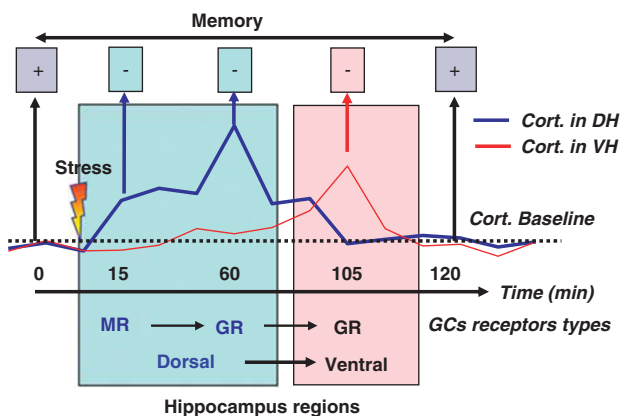 Memory
+ - - - +
Cort. in DH
Cort. in VH
Stress
Cort. Baseline
0 15 60 105 120
Time (min)
MR GR GR GCs receptors types
Dorsal Ventral
Hippocampus regions